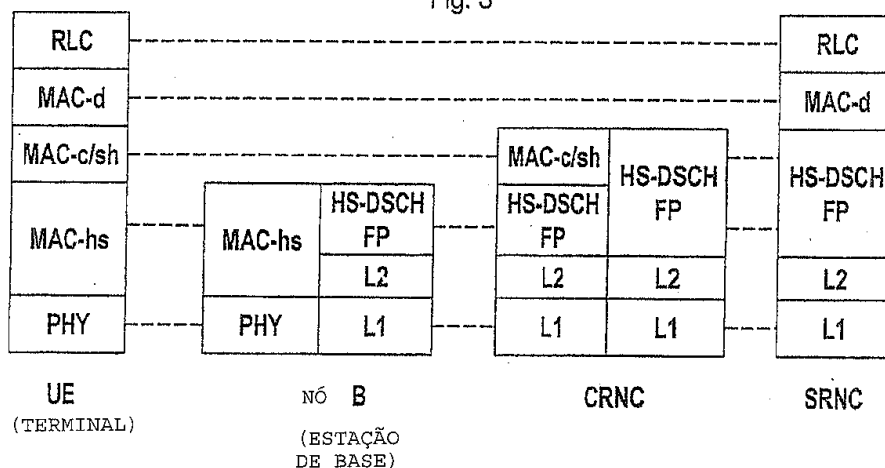 Fig. 3
RLC
RLC
MAC-d
MAC-d
MAC-c/sh
MAC-c/sh
HS-DSCH
FP
HS-DSCH
FP
MAC-hs
MAC-hs
HS-DSCH
FP
HS-DSCH
FP
L2
L2
L2
L2
PHY
PHY
L1
L1
L1
L1
UE
(TERMINAL)
NÓ B
(ESTAÇÃO
DE BASE)
CRNC
SRNC